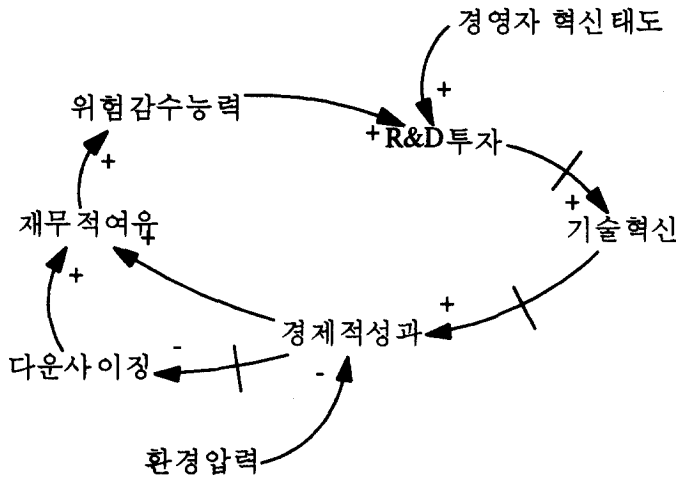 경영자 혁신태도
+
위험감수능력
+ R&D투자
+
+
재무적여유
+
기술혁신
+
+
경제적성과
-
다운사이징
-
환경압력